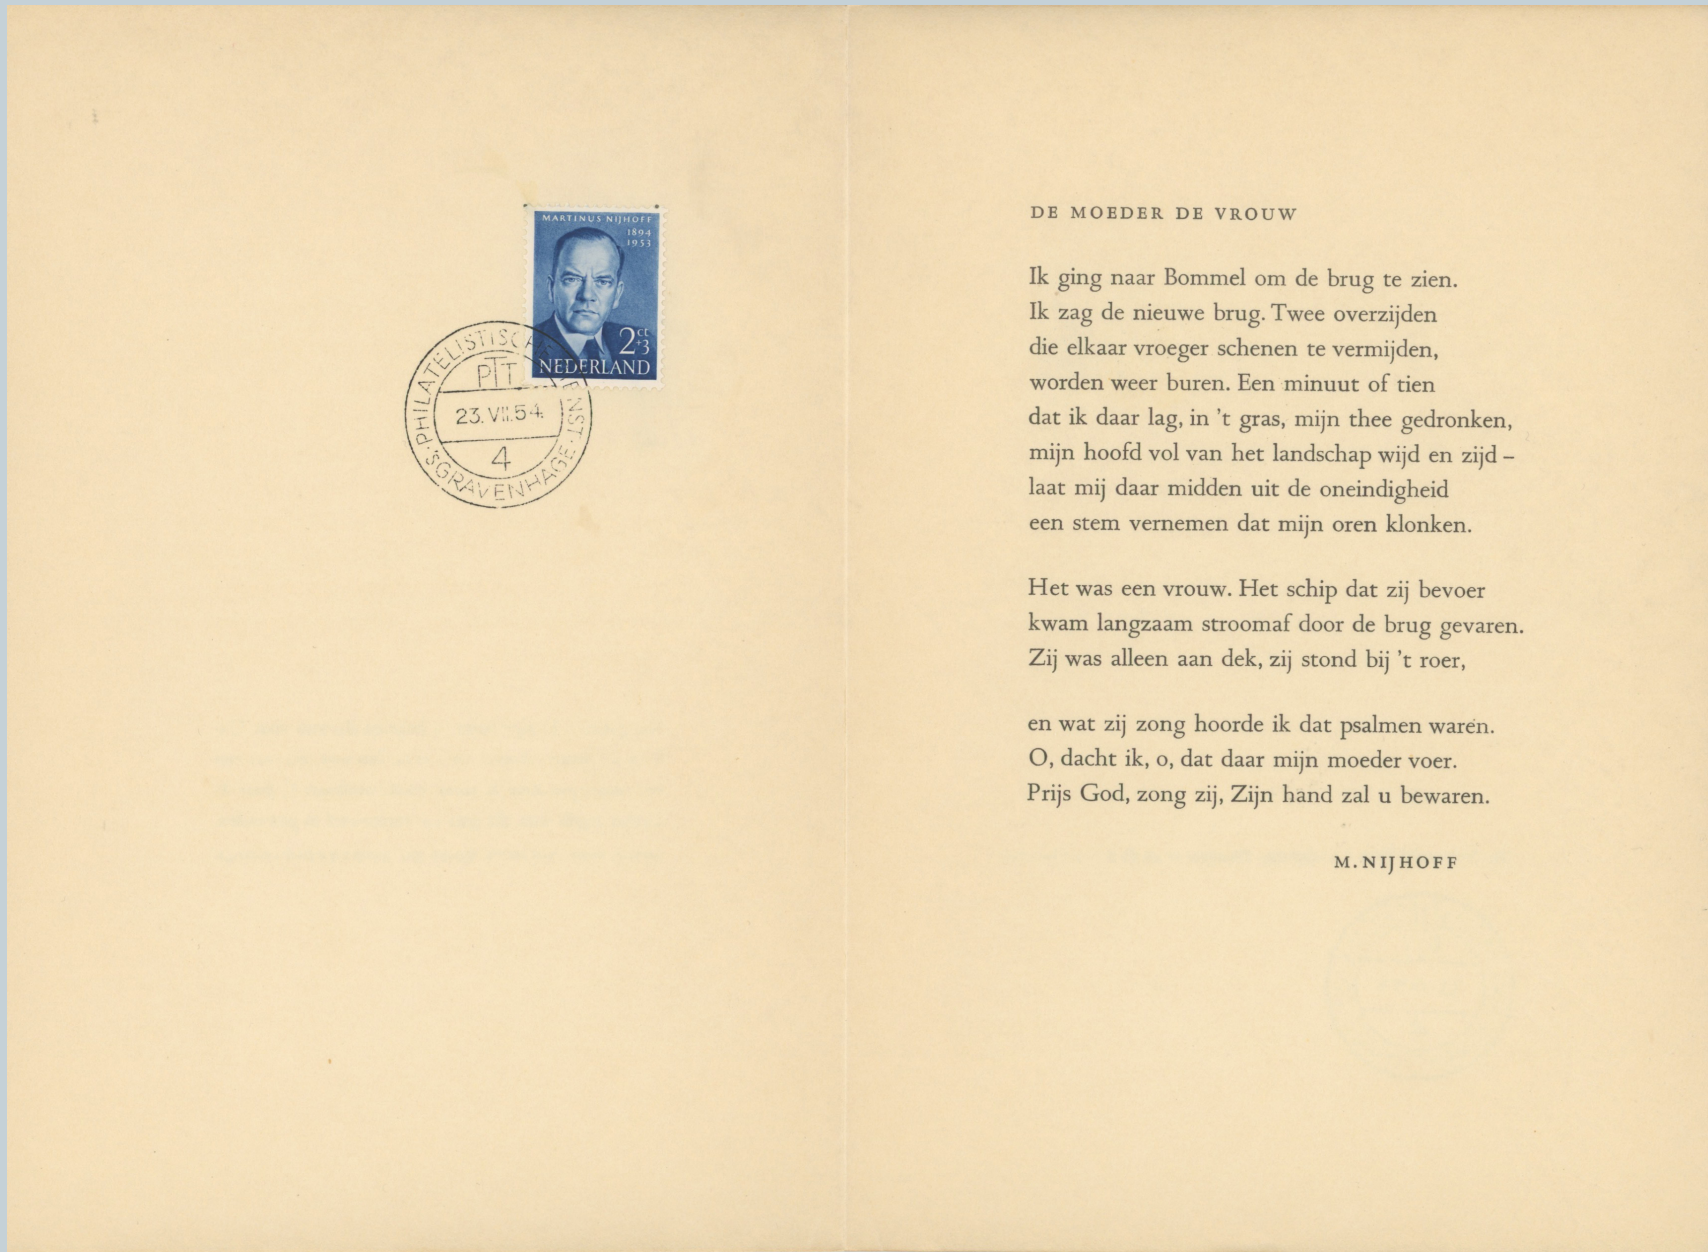 MARTINUS NIJHOFF
1894
1953
2 ct
+3
NEDERLAND
PHILATELISTISCHE DIENST
PTT
23.VII.54.
4
'SGRAVENHAGE
DE MOEDER DE VROUW
Ik ging naar Bommel om de brug te zien.
Ik zag de nieuwe brug. Twee overzijden
die elkaar vroeger schenen te vermijden,
worden weer buren. Een minuut of tien
dat ik daar lag, in 't gras, mijn thee gedronken,
mijn hoofd vol van het landschap wijd en zijd –
laat mij daar midden uit de oneindigheid
een stem vernemen dat mijn oren klonken.
Het was een vrouw. Het schip dat zij bevoer
kwam langzaam stroomaf door de brug gevaren.
Zij was alleen aan dek, zij stond bij 't roer,
en wat zij zong hoorde ik dat psalmen waren.
O, dacht ik, o, dat daar mijn moeder voer.
Prijs God, zong zij, Zijn hand zal u bewaren.
M. NIJHOFF